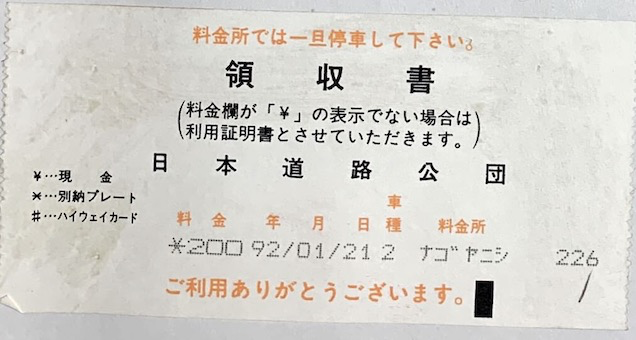 料金所では一旦停車して下さい。
領収書
(料金欄が「￥」の表示でない場合は
利用証明書とさせていただきます。)
日本道路公団
￥…現金
＊…別納プレート
♯…ハイウェイカード
料金 年 月 日 車種 料金所
＊200 92/01/21 2 ナゴヤニシ 226
ご利用ありがとうございます。